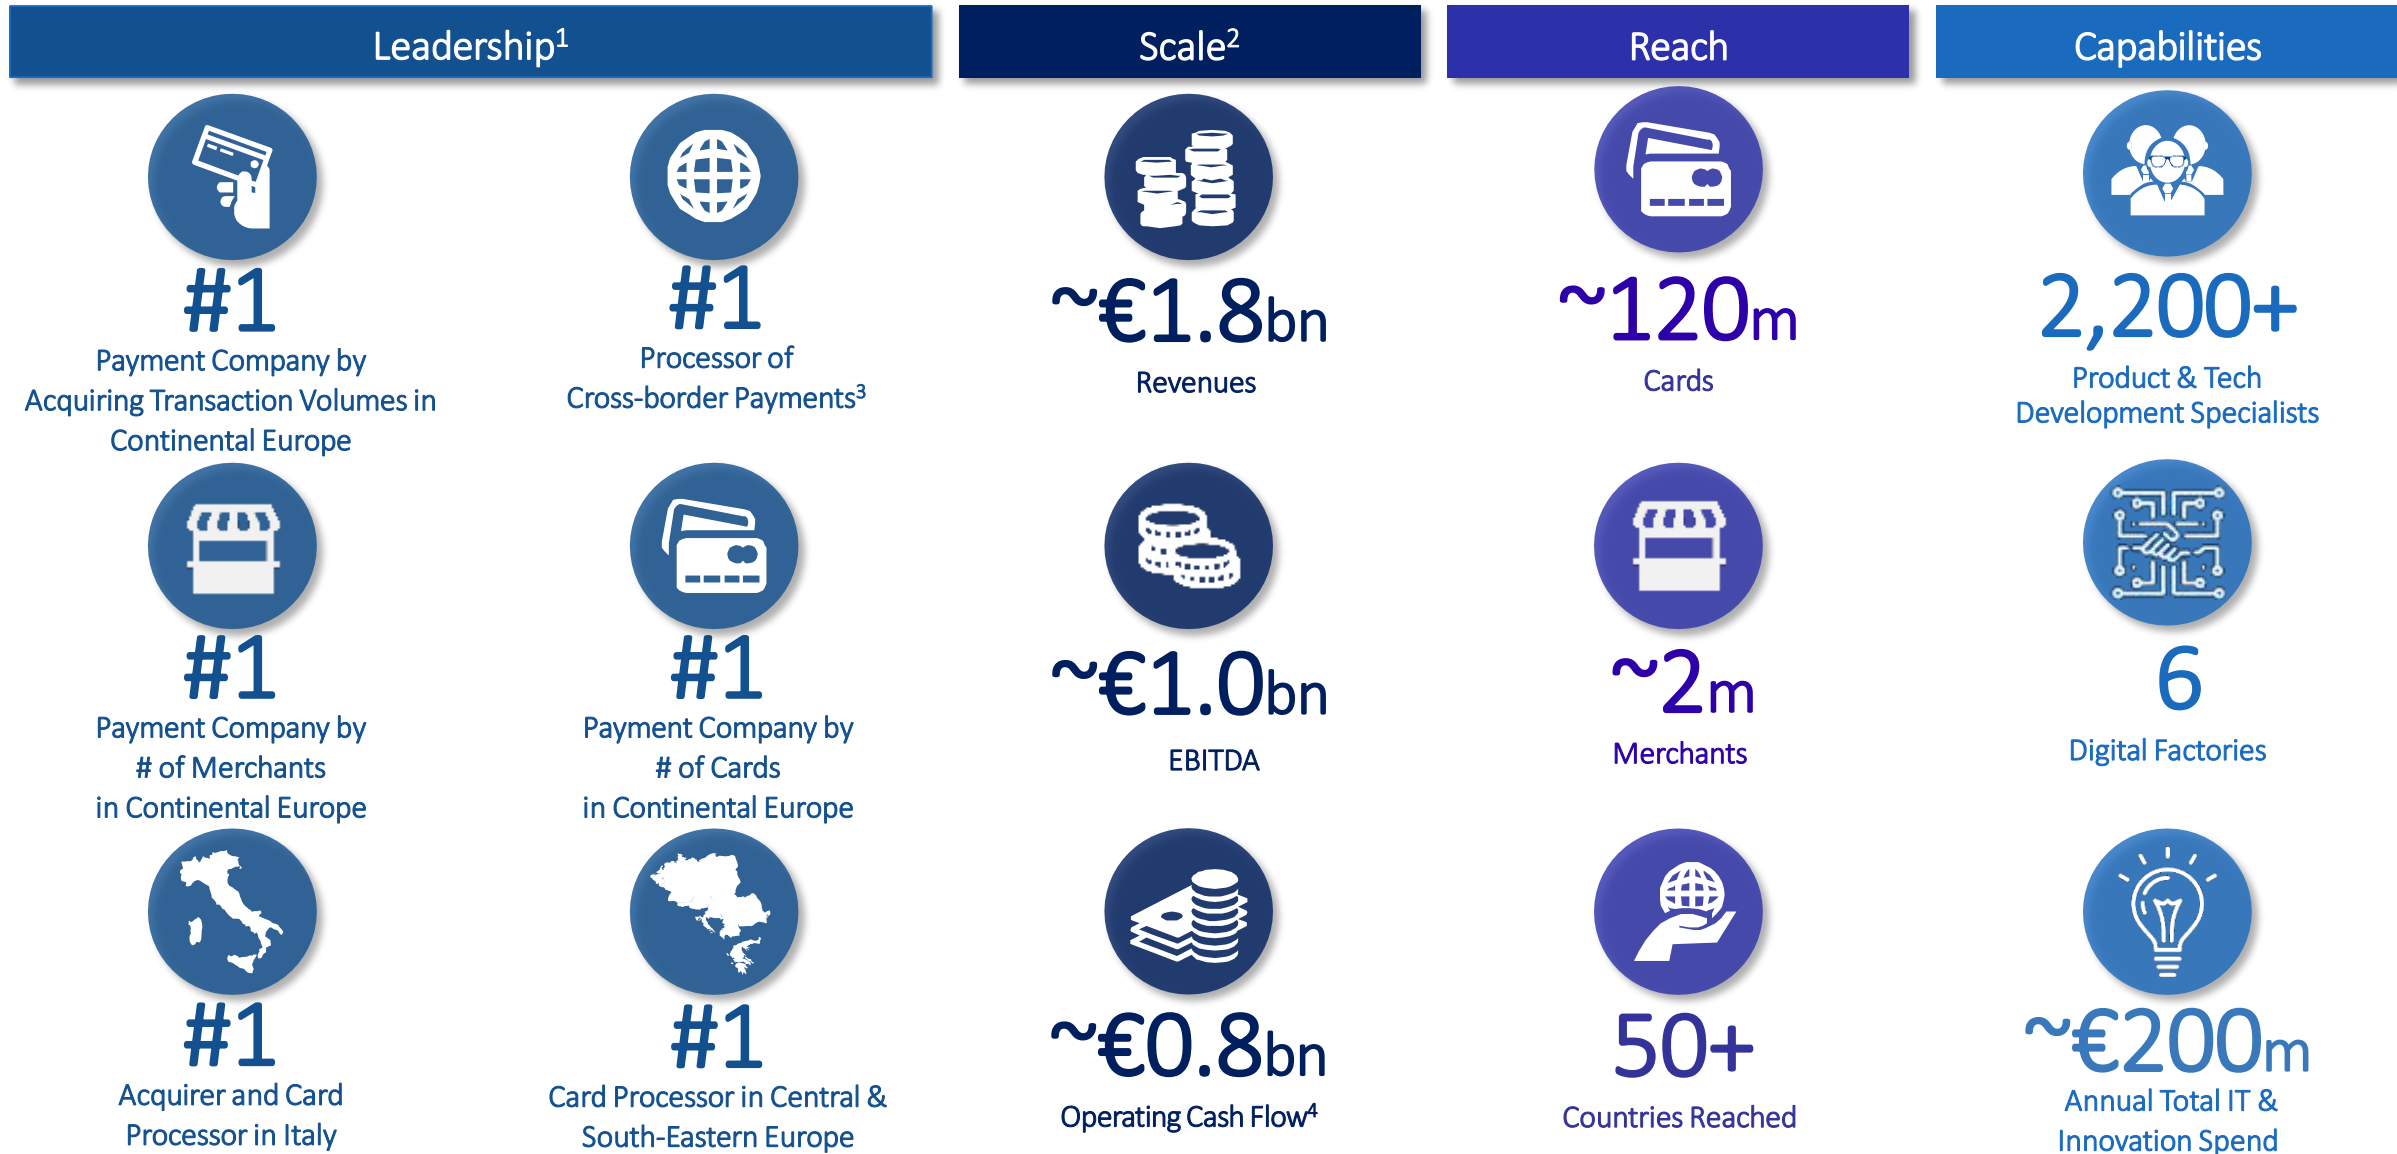 Leadership1
Scale2
Reach
Capabilities
#1
Payment Company by
Acquiring Transaction Volumes in
Continental Europe
#1
Processor of
Cross-border Payments3
~€1.8bn
Revenues
~120m
Cards
2,200+
Product & Tech
Development Specialists
#1
Payment Company by
# of Merchants
in Continental Europe
#1
Payment Company by
# of Cards
in Continental Europe
~€1.0bn
EBITDA
~2m
Merchants
6
Digital Factories
#1
Acquirer and Card
Processor in Italy
#1
Card Processor in Central &
South-Eastern Europe
~€0.8bn
Operating Cash Flow4
50+
Countries Reached
~€200m
Annual Total IT &
Innovation Spend